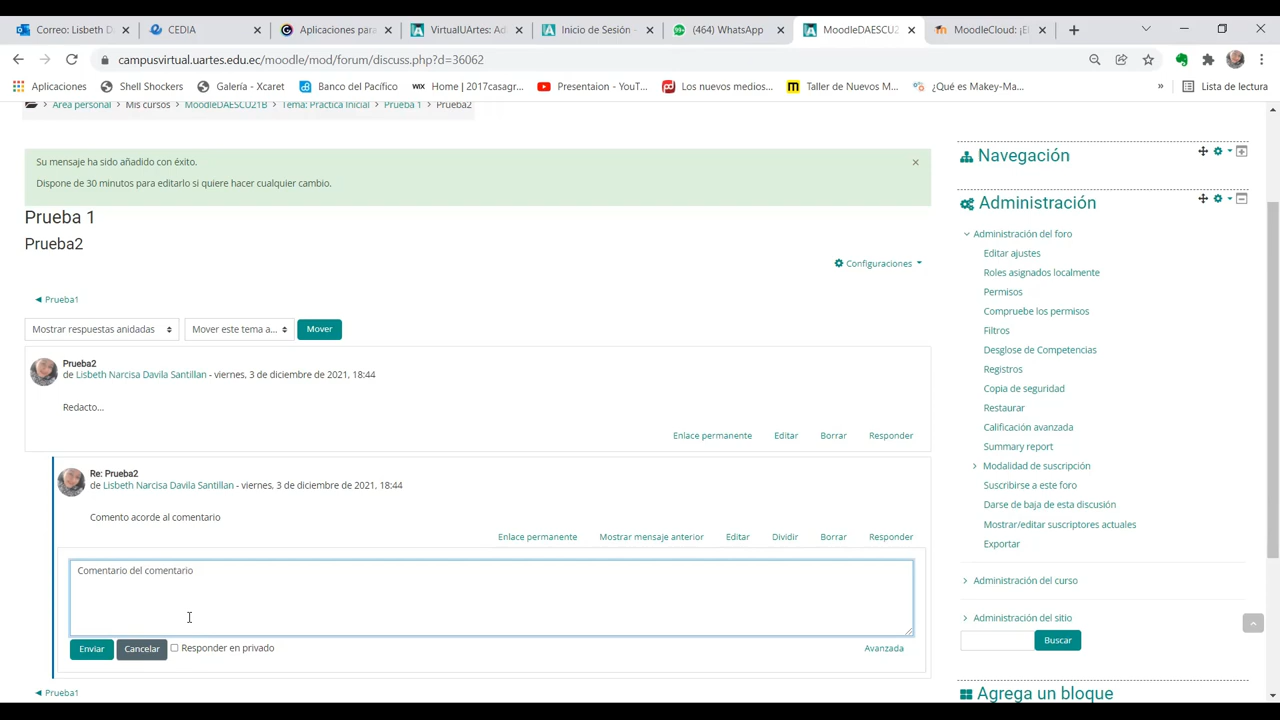 Correo: Lisbeth D
CEDIA
Aplicaciones para
VirtualUArtes: Ad
Inicio de Sesión -
(464) WhatsApp
MoodleDAESCU2
MoodleCloud: ¡El
campusvirtual.uartes.edu.ec/moodle/mod/forum/discuss.php?d=36062
Aplicaciones
Shell Shockers
Galería - Xcaret
Banco del Pacífico
WIX Home | 2017casagr...
Presentaion - YouT...
Los nuevos medios...
Taller de Nuevos M...
¿Qué es Makey-Ma...
»
Lista de lectura
Área personal > Mis cursos > MoodleDAESCU21B > Tema: Práctica Inicial > Prueba 1 > Prueba2
Su mensaje ha sido añadido con éxito.
Dispone de 30 minutos para editarlo si quiere hacer cualquier cambio.
Prueba 1
Prueba2
Configuraciones
◀ Prueba1
Mostrar respuestas anidadas
Mover este tema a...
Mover
Prueba2
de Lisbeth Narcisa Davila Santillan - viernes, 3 de diciembre de 2021, 18:44
Redacto...
Enlace permanente
Editar
Borrar
Responder
Re: Prueba2
de Lisbeth Narcisa Davila Santillan - viernes, 3 de diciembre de 2021, 18:44
Comento acorde al comentario
Enlace permanente
Mostrar mensaje anterior
Editar
Dividir
Borrar
Responder
Comentario del comentario
Enviar
Cancelar
Responder en privado
Avanzada
◀ Prueba1
Navegación
Administración
Administración del foro
Editar ajustes
Roles asignados localmente
Permisos
Compruebe los permisos
Filtros
Desglose de Competencias
Registros
Copia de seguridad
Restaurar
Calificación avanzada
Summary report
Modalidad de suscripción
Suscribirse a este foro
Darse de baja de esta discusión
Mostrar/editar suscriptores actuales
Exportar
Administración del curso
Administración del sitio
Buscar
Agrega un bloque